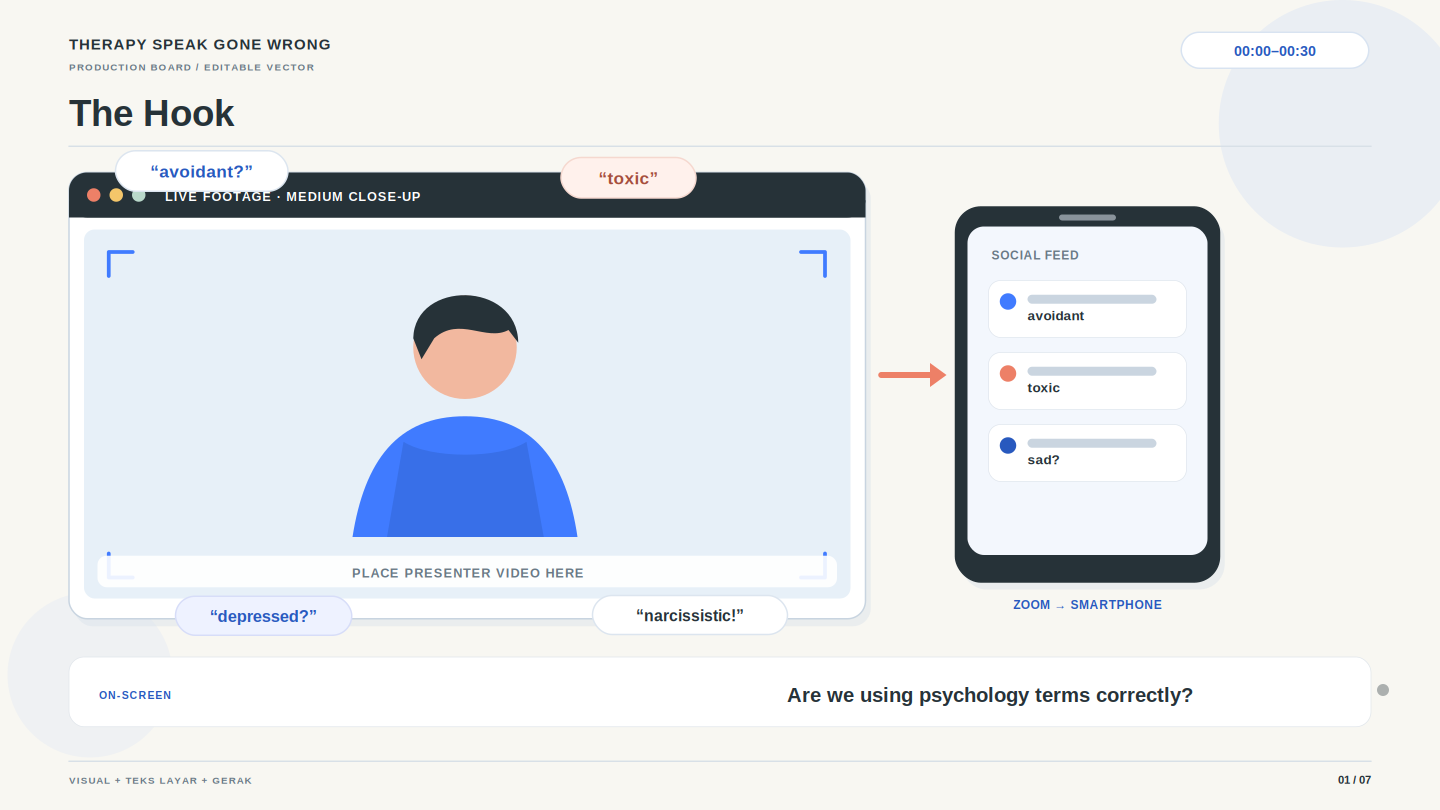 THERAPY SPEAK GONE WRONG
PRODUCTION BOARD / EDITABLE VECTOR
00:00–00:30
The Hook
“avoidant?”
“toxic”
LIVE FOOTAGE · MEDIUM CLOSE-UP
PLACE PRESENTER VIDEO HERE
“depressed?”
“narcissistic!”
SOCIAL FEED
avoidant
toxic
sad?
ZOOM → SMARTPHONE
ON-SCREEN
Are we using psychology terms correctly?
VISUAL + TEKS LAYAR + GERAK
01 / 07